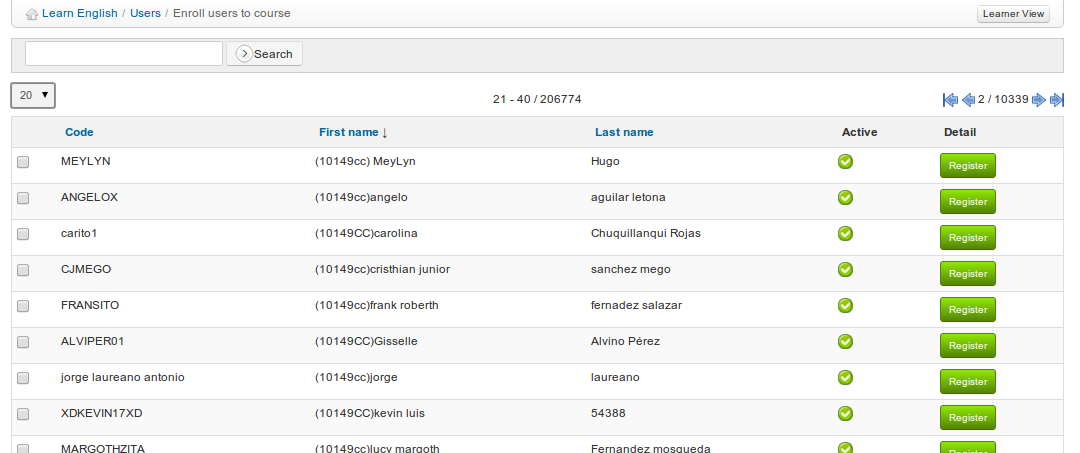 Learn English / Users / Enroll users to course Learner View
Search
20 21 - 40 / 206774 2 / 10339
Code First name ↓ Last name Active Detail
MEYLYN (10149cc) MeyLyn Hugo Register
ANGELOX (10149cc)angelo aguilar letona Register
carito1 (10149CC)carolina Chuquillanqui Rojas Register
CJMEGO (10149cc)cristhian junior sanchez mego Register
FRANSITO (10149cc)frank roberth fernadez salazar Register
ALVIPER01 (10149CC)Gisselle Alvino Pérez Register
jorge laureano antonio (10149cc)jorge laureano Register
XDKEVIN17XD (10149CC)kevin luis 54388 Register
MARGOTHZITA (10149cc)lucy margoth Fernandez mosqueda Register